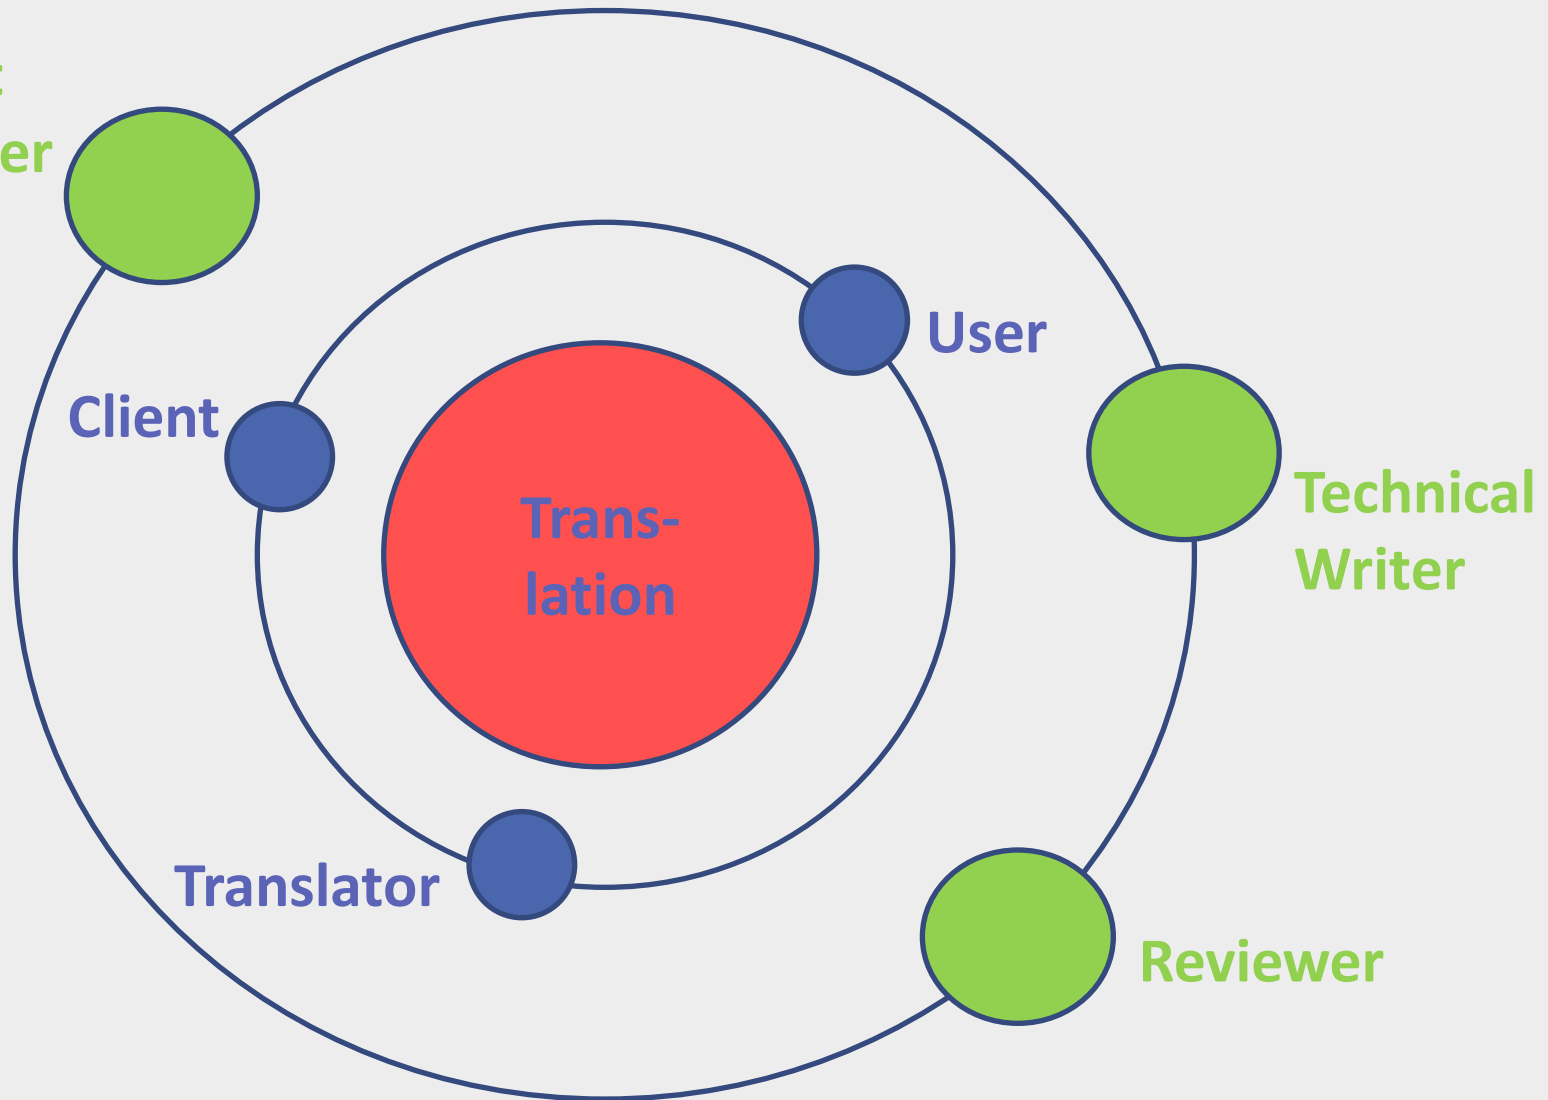 User
Client
Trans-
lation
Technical
Writer
Translator
Reviewer